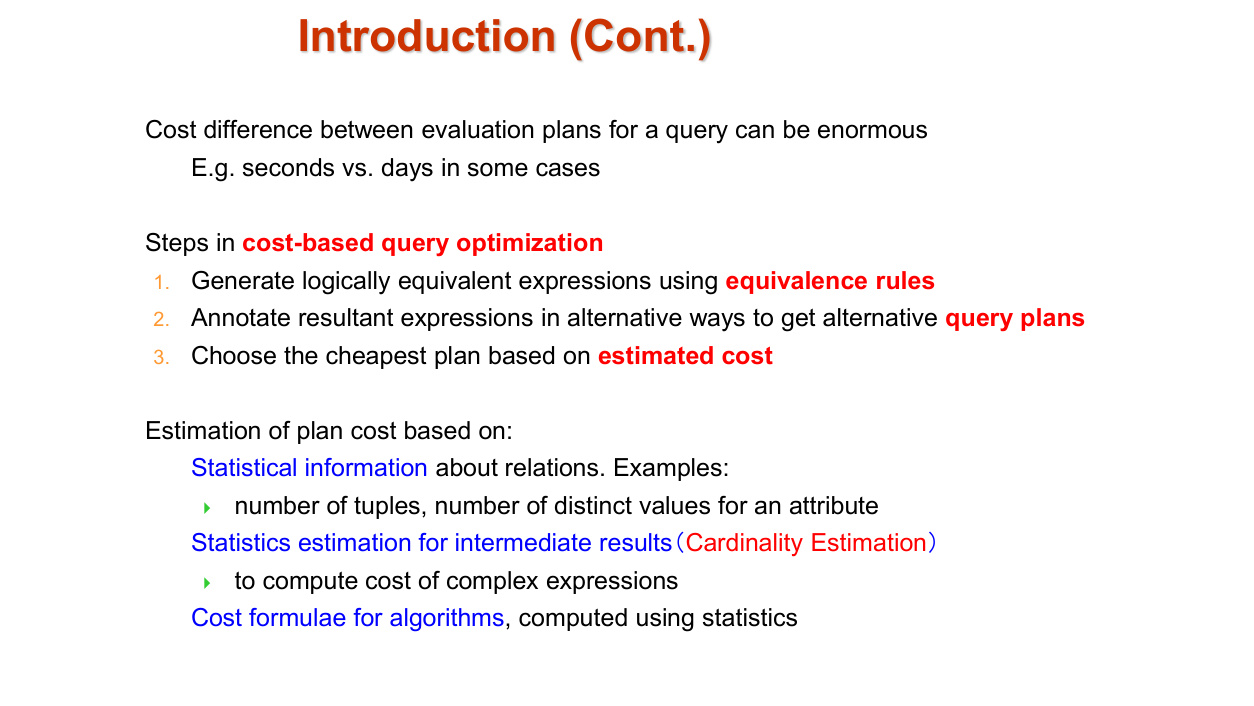 Introduction (Cont.)
Cost difference between evaluation plans for a query can be enormous
E.g. seconds vs. days in some cases
Steps in cost-based query optimization
1. Generate logically equivalent expressions using equivalence rules
2. Annotate resultant expressions in alternative ways to get alternative query plans
3. Choose the cheapest plan based on estimated cost
Estimation of plan cost based on:
Statistical information about relations. Examples:
number of tuples, number of distinct values for an attribute
Statistics estimation for intermediate results（Cardinality Estimation）
to compute cost of complex expressions
Cost formulae for algorithms, computed using statistics